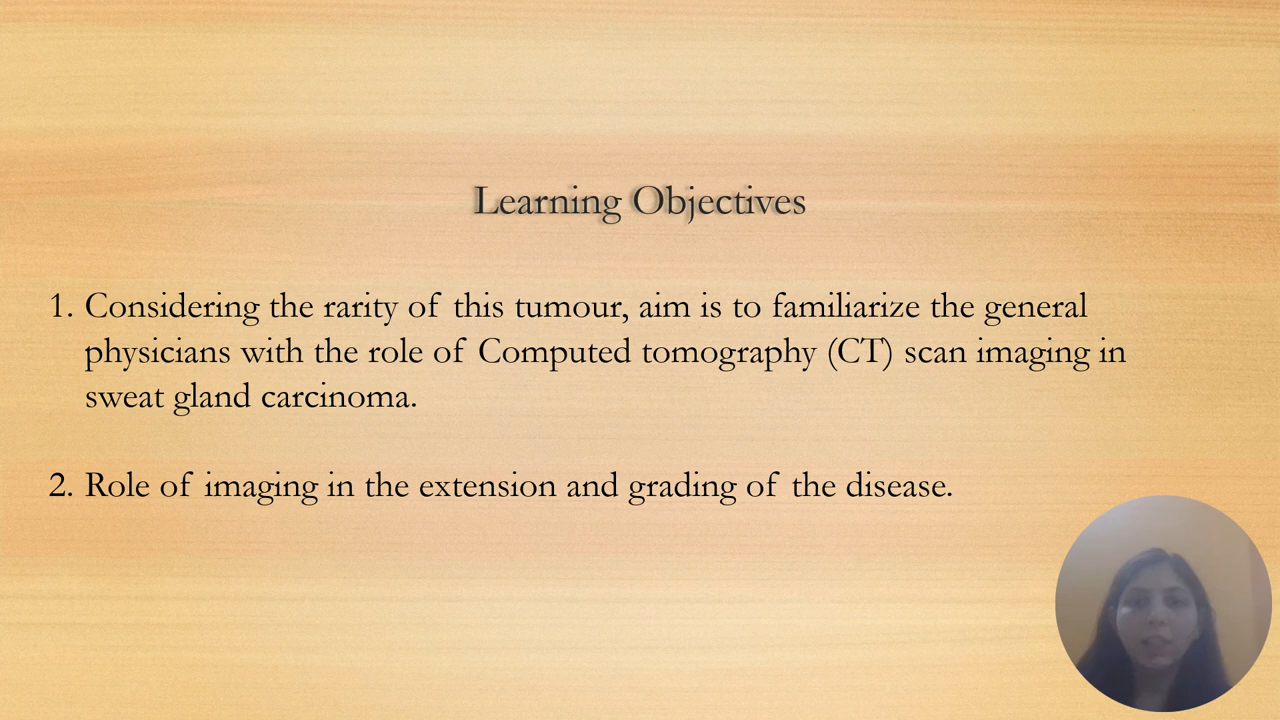 Learning Objectives
1. Considering the rarity of this tumour, aim is to familiarize the general
physicians with the role of Computed tomography (CT) scan imaging in
sweat gland carcinoma.
2. Role of imaging in the extension and grading of the disease.